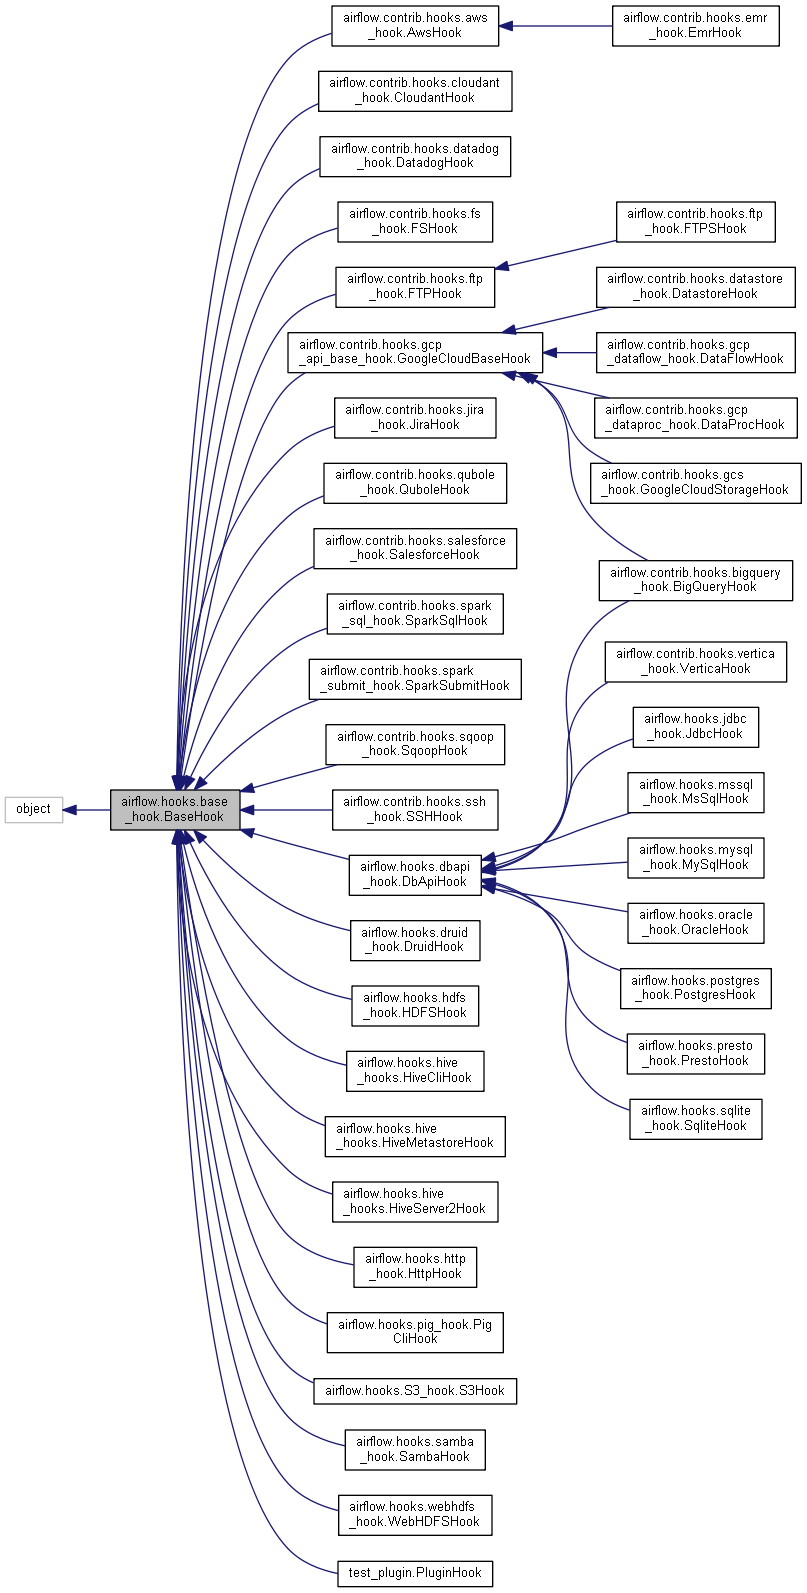 airflow.contrib.hooks.aws
_hook.AwsHook
airflow.contrib.hooks.emr
_hook.EmrHook
airflow.contrib.hooks.cloudant
_hook.CloudantHook
airflow.contrib.hooks.datadog
_hook.DatadogHook
airflow.contrib.hooks.fs
_hook.FSHook
airflow.contrib.hooks.ftp
_hook.FTPSHook
airflow.contrib.hooks.ftp
_hook.FTPHook
airflow.contrib.hooks.datastore
_hook.DatastoreHook
airflow.contrib.hooks.gcp
_api_base_hook.GoogleCloudBaseHook
airflow.contrib.hooks.gcp
_dataflow_hook.DataFlowHook
airflow.contrib.hooks.jira
_hook.JiraHook
airflow.contrib.hooks.gcp
_dataproc_hook.DataProcHook
airflow.contrib.hooks.qubole
_hook.QuboleHook
airflow.contrib.hooks.gcs
_hook.GoogleCloudStorageHook
airflow.contrib.hooks.salesforce
_hook.SalesforceHook
airflow.contrib.hooks.bigquery
_hook.BigQueryHook
airflow.contrib.hooks.spark
_sql_hook.SparkSqlHook
airflow.contrib.hooks.vertica
_hook.VerticaHook
airflow.contrib.hooks.spark
_submit_hook.SparkSubmitHook
airflow.hooks.jdbc
_hook.JdbcHook
airflow.contrib.hooks.sqoop
_hook.SqoopHook
airflow.hooks.mssql
_hook.MsSqlHook
object
airflow.hooks.base
_hook.BaseHook
airflow.contrib.hooks.ssh
_hook.SSHHook
airflow.hooks.mysql
_hook.MySqlHook
airflow.hooks.dbapi
_hook.DbApiHook
airflow.hooks.oracle
_hook.OracleHook
airflow.hooks.druid
_hook.DruidHook
airflow.hooks.postgres
_hook.PostgresHook
airflow.hooks.hdfs
_hook.HDFSHook
airflow.hooks.presto
_hook.PrestoHook
airflow.hooks.hive
_hooks.HiveCliHook
airflow.hooks.sqlite
_hook.SqliteHook
airflow.hooks.hive
_hooks.HiveMetastoreHook
airflow.hooks.hive
_hooks.HiveServer2Hook
airflow.hooks.http
_hook.HttpHook
airflow.hooks.pig_hook.Pig
CliHook
airflow.hooks.S3_hook.S3Hook
airflow.hooks.samba
_hook.SambaHook
airflow.hooks.webhdfs
_hook.WebHDFSHook
test_plugin.PluginHook